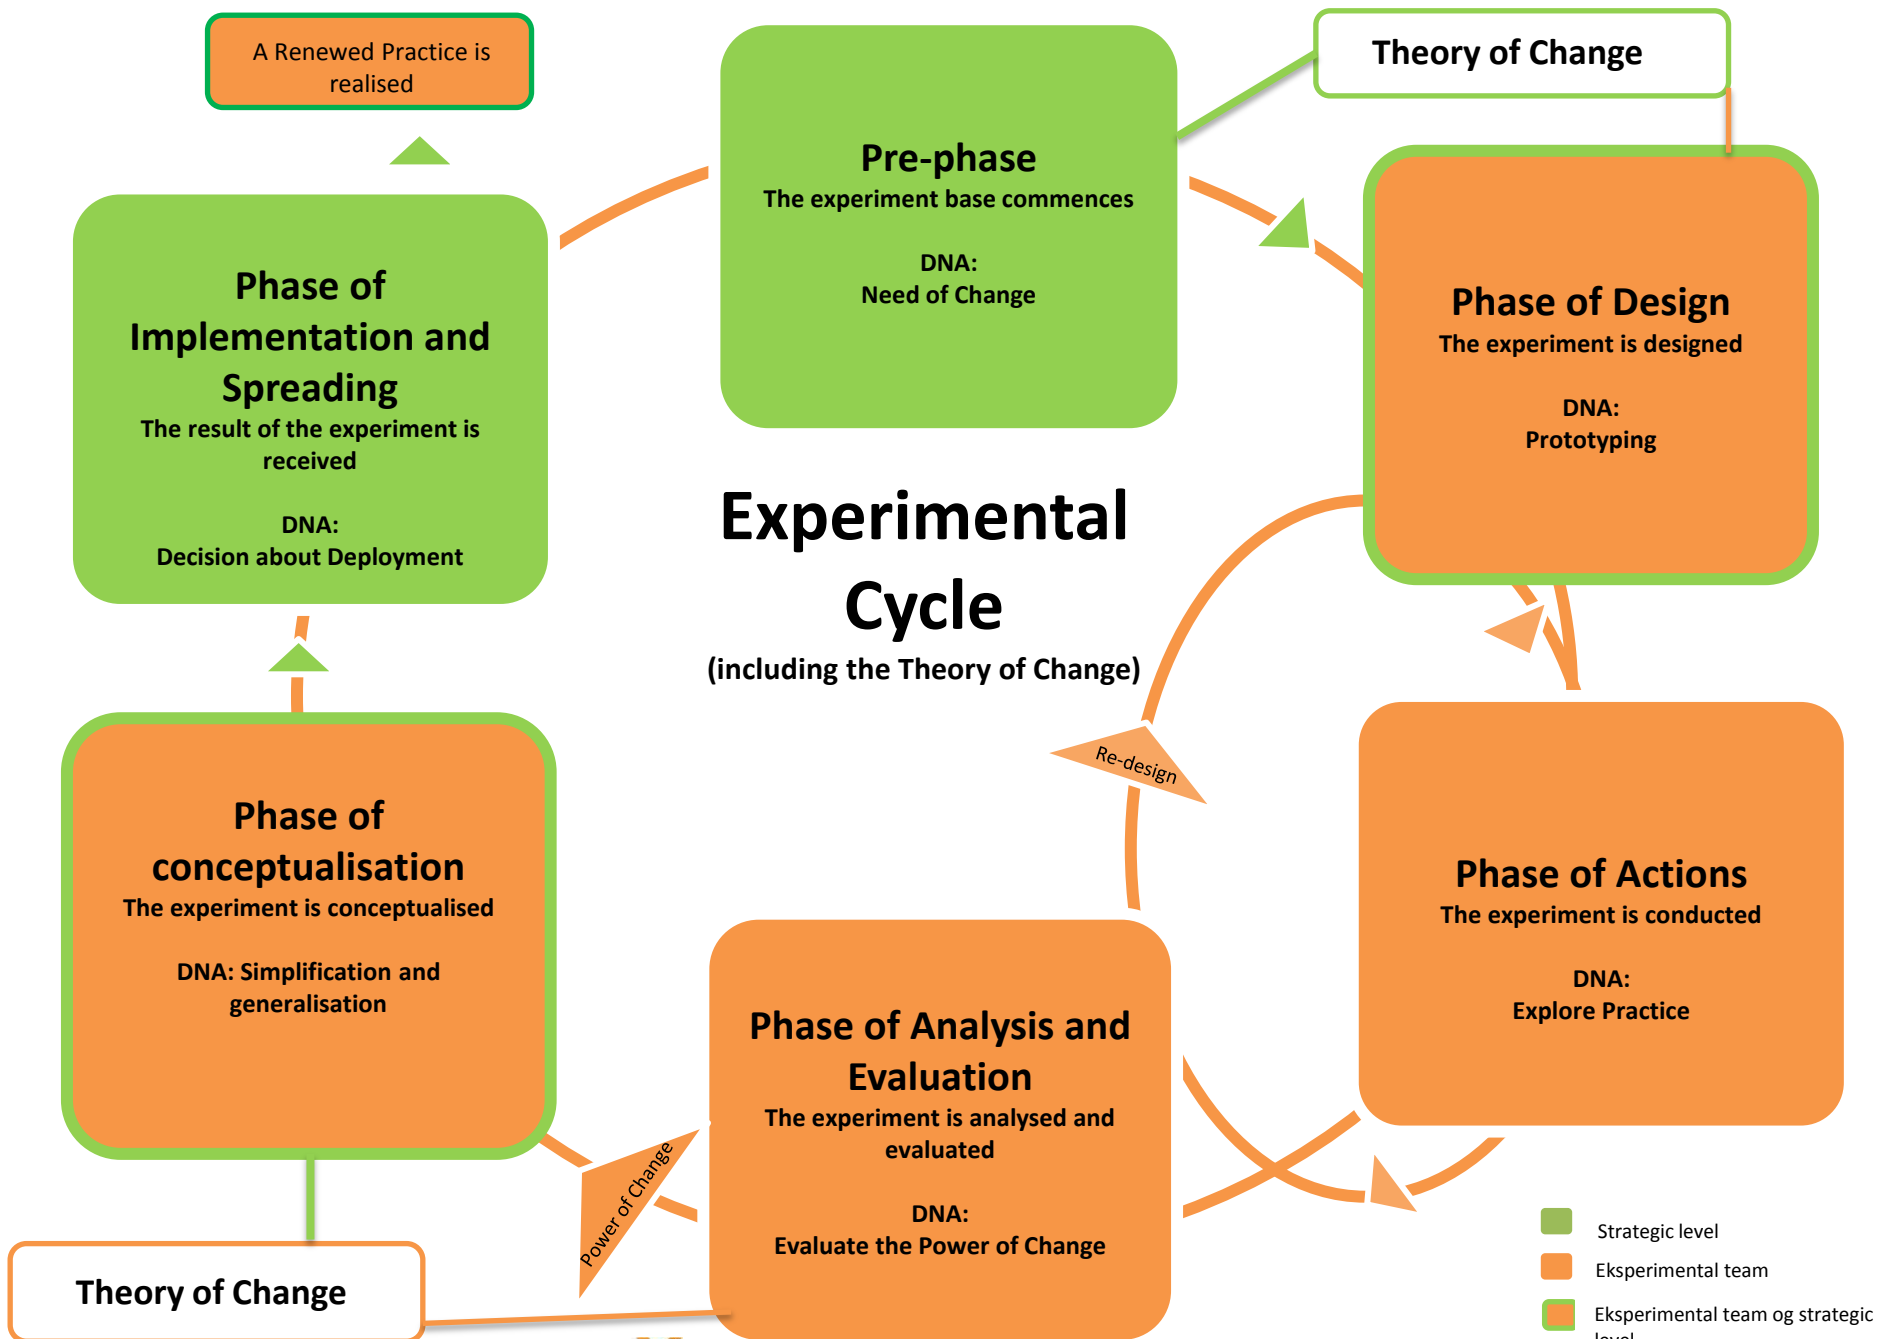 A Renewed Practice is
realised
Theory of Change
Pre-phase
The experiment base commences
DNA:
Need of Change
Phase of Design
The experiment is designed
DNA:
Prototyping
Phase of
Implementation and
Spreading
The result of the experiment is
received
DNA:
Decision about Deployment
Experimental
Cycle
(including the Theory of Change)
Re-design
Phase of
conceptualisation
The experiment is conceptualised
DNA: Simplification and
generalisation
Phase of Actions
The experiment is conducted
DNA:
Explore Practice
Phase of Analysis and
Evaluation
The experiment is analysed and
evaluated
DNA:
Evaluate the Power of Change
Power of Change
Theory of Change
Strategic level
Eksperimental team
Eksperimental team og strategic
level